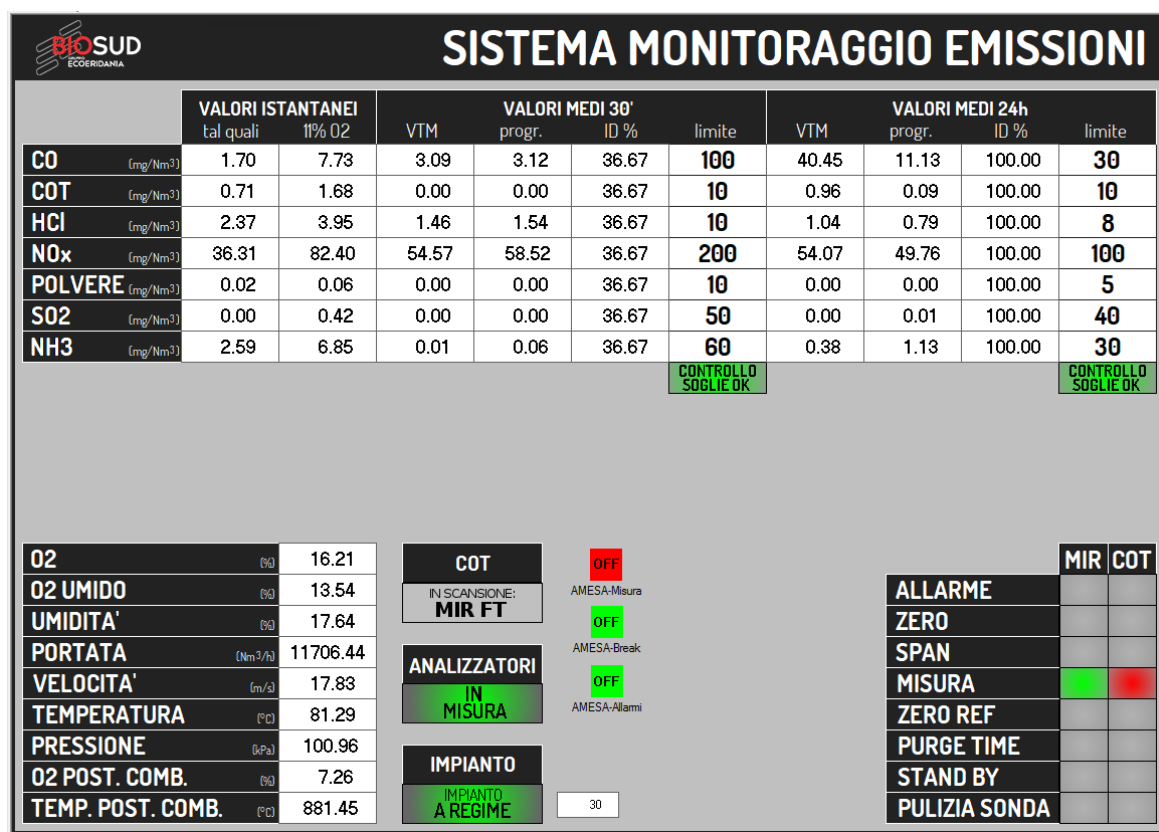 BIOSUD
GRUPPO
ECOERIDANIA
SISTEMA MONITORAGGIO EMISSIONI
VALORI ISTANTANEI VALORI MEDI 30' VALORI MEDI 24h
tal quali 11% O2 VTM progr. ID % limite VTM progr. ID % limite
CO (mg/Nm3) 1.70 7.73 3.09 3.12 36.67 100 40.45 11.13 100.00 30
COT (mg/Nm3) 0.71 1.68 0.00 0.00 36.67 10 0.96 0.09 100.00 10
HCl (mg/Nm3) 2.37 3.95 1.46 1.54 36.67 10 1.04 0.79 100.00 8
NOx (mg/Nm3) 36.31 82.40 54.57 58.52 36.67 200 54.07 49.76 100.00 100
POLVERE (mg/Nm3) 0.02 0.06 0.00 0.00 36.67 10 0.00 0.00 100.00 5
SO2 (mg/Nm3) 0.00 0.42 0.00 0.00 36.67 50 0.00 0.01 100.00 40
NH3 (mg/Nm3) 2.59 6.85 0.01 0.06 36.67 60 0.38 1.13 100.00 30
CONTROLLO CONTROLLO
SOGLIE OK SOGLIE OK
O2 (%) 16.21
O2 UMIDO (%) 13.54
UMIDITA' (%) 17.64
PORTATA (Nm3/h) 11706.44
VELOCITA' (m/s) 17.83
TEMPERATURA (°C) 81.29
PRESSIONE (kPa) 100.96
O2 POST. COMB. (%) 7.26
TEMP. POST. COMB. (°C) 881.45
COT
IN SCANSIONE:
MIR FT
ANALIZZATORI
IN
MISURA
IMPIANTO
IMPIANTO
A REGIME
30
OFF
AMESA-Misura
OFF
AMESA-Break
OFF
AMESA-Allarmi
MIR COT
ALLARME
ZERO
SPAN
MISURA
ZERO REF
PURGE TIME
STAND BY
PULIZIA SONDA